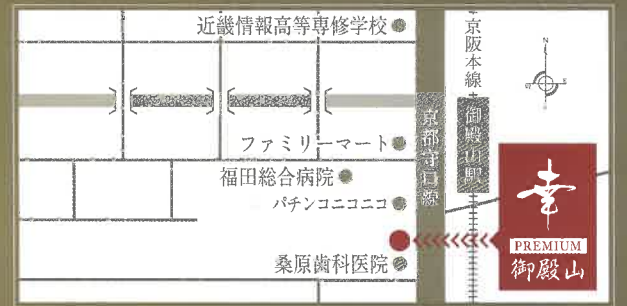 近畿情報高等専修学校
京阪本線
N
御殿山駅
京都守口線
ファミリーマート
福田総合病院
パチンコニコニコ
桑原歯科医院
幸
PREMIUM
御殿山